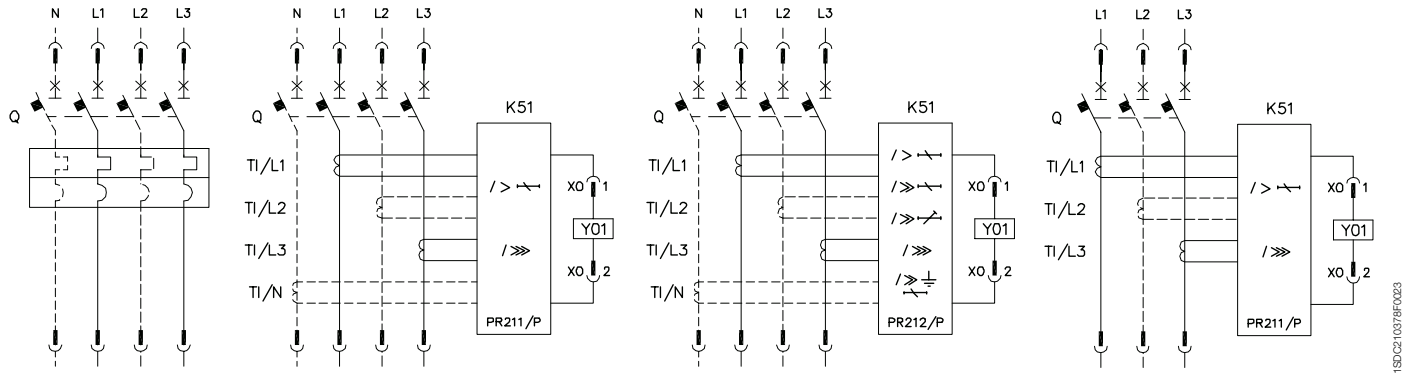 N L1 L2 L3
Q
N L1 L2 L3
Q
K51
TI/L1
TI/L2
TI/L3
TI/N
I >
I >>>
PR211/P
X0 1
Y01
X0 2
N L1 L2 L3
Q
K51
TI/L1
TI/L2
TI/L3
TI/N
I >
I >>
I >>
I >>>
I >>
PR212/P
X0 1
Y01
X0 2
L1 L2 L3
Q
K51
TI/L1
TI/L2
TI/L3
I >
I >>>
PR211/P
X0 1
Y01
X0 2
1SDC210378F0023